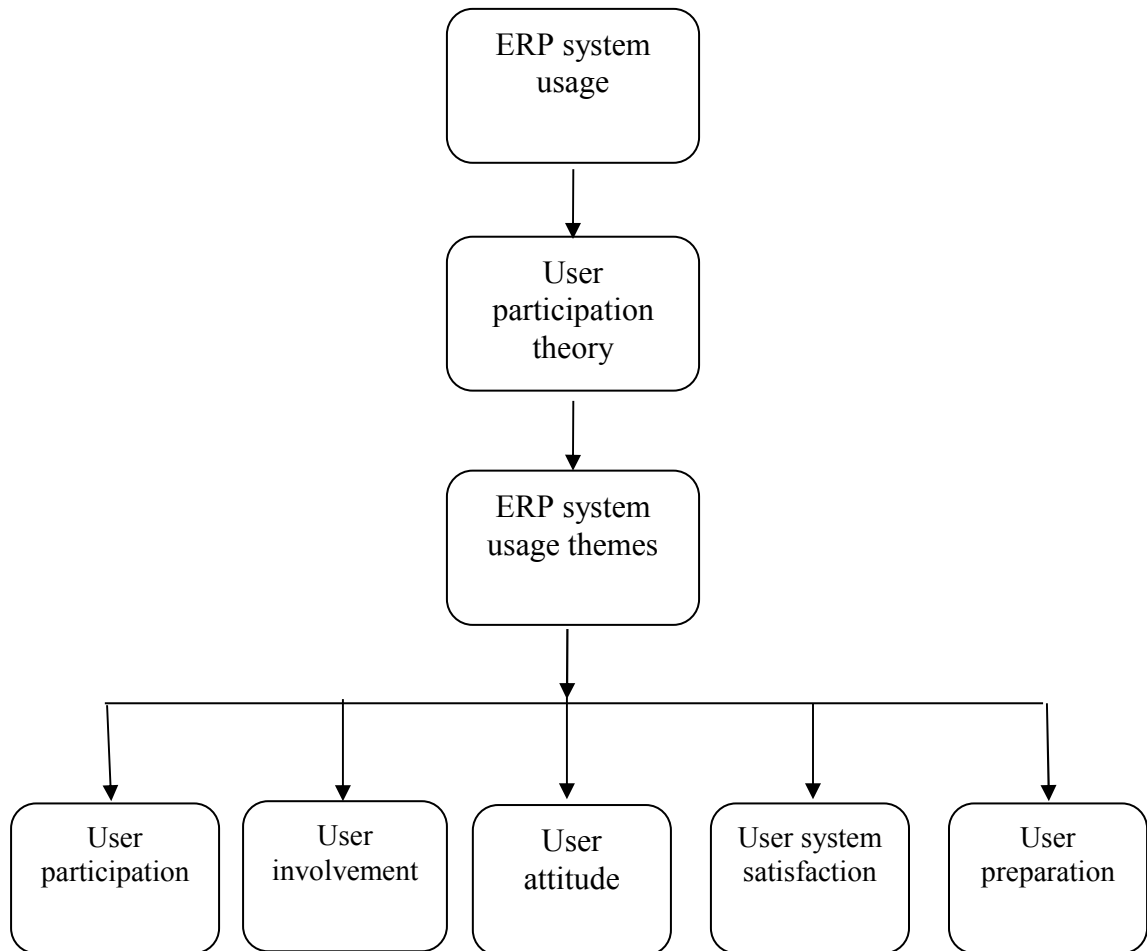 ERP system
usage
User
participation
theory
ERP system
usage themes
User
participation
User
involvement
User
attitude
User system
satisfaction
User
preparation